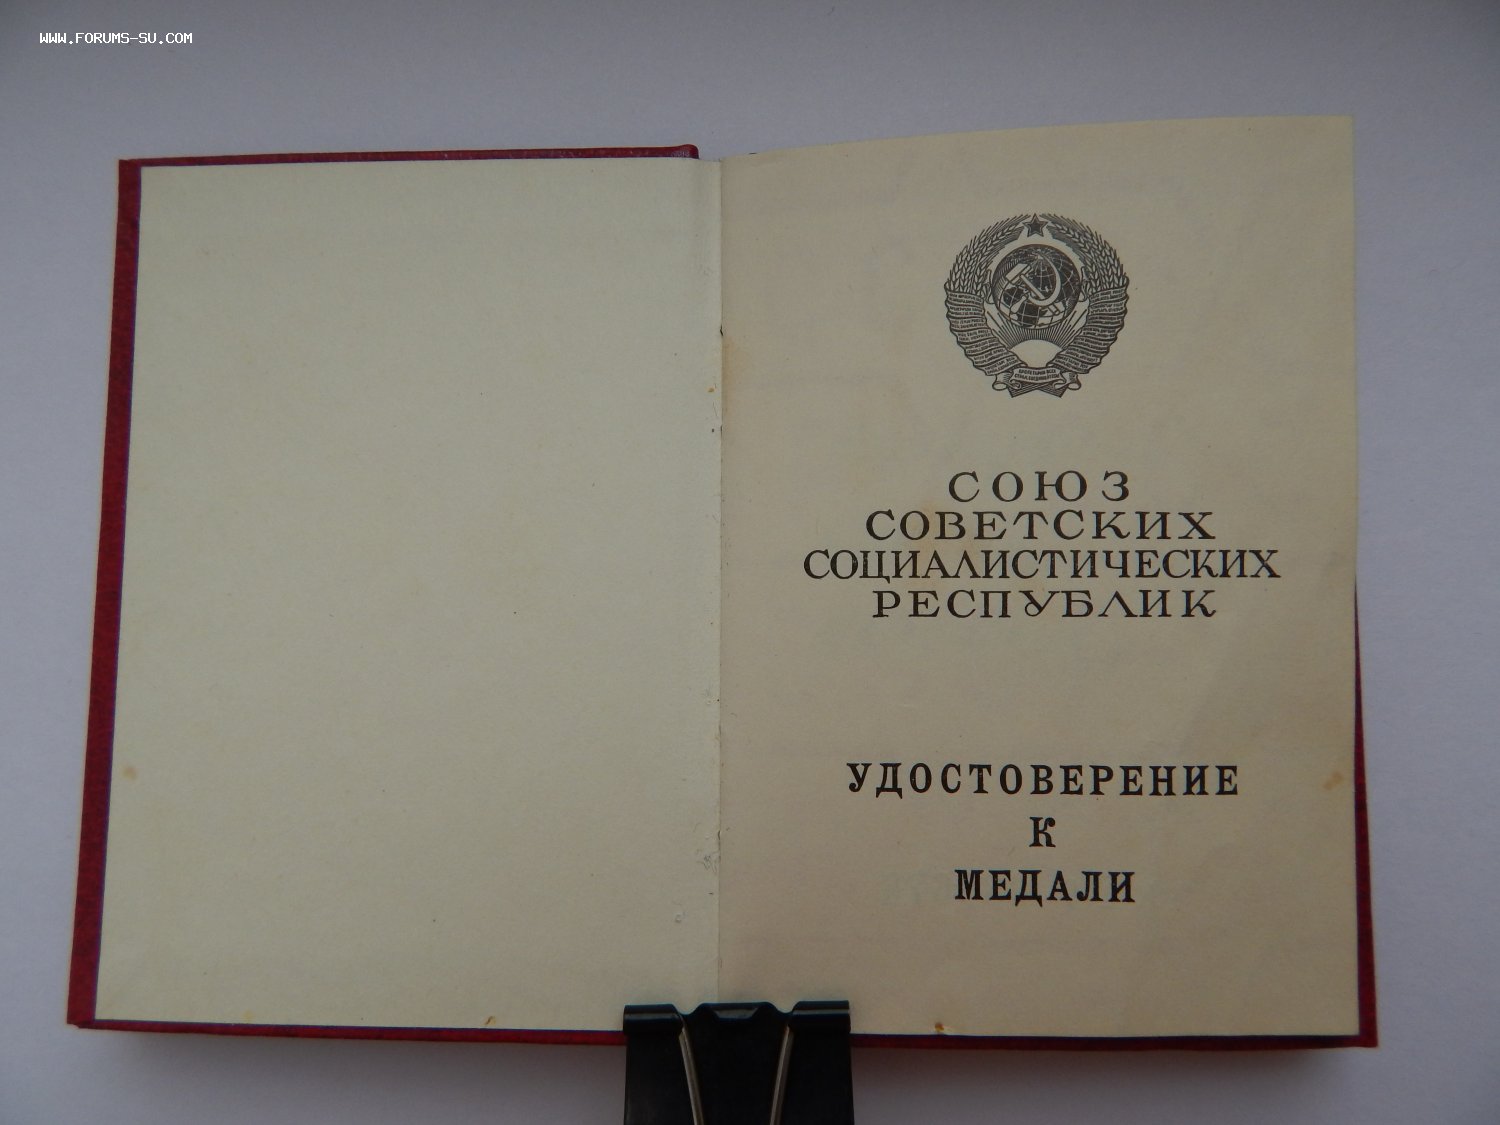 WWW.FORUMS-SU.COM
СОЮЗ
СОВЕТСКИХ
СОЦИАЛИСТИЧЕСКИХ
РЕСПУБЛИК
УДОСТОВЕРЕНИЕ
К
МЕДАЛИ